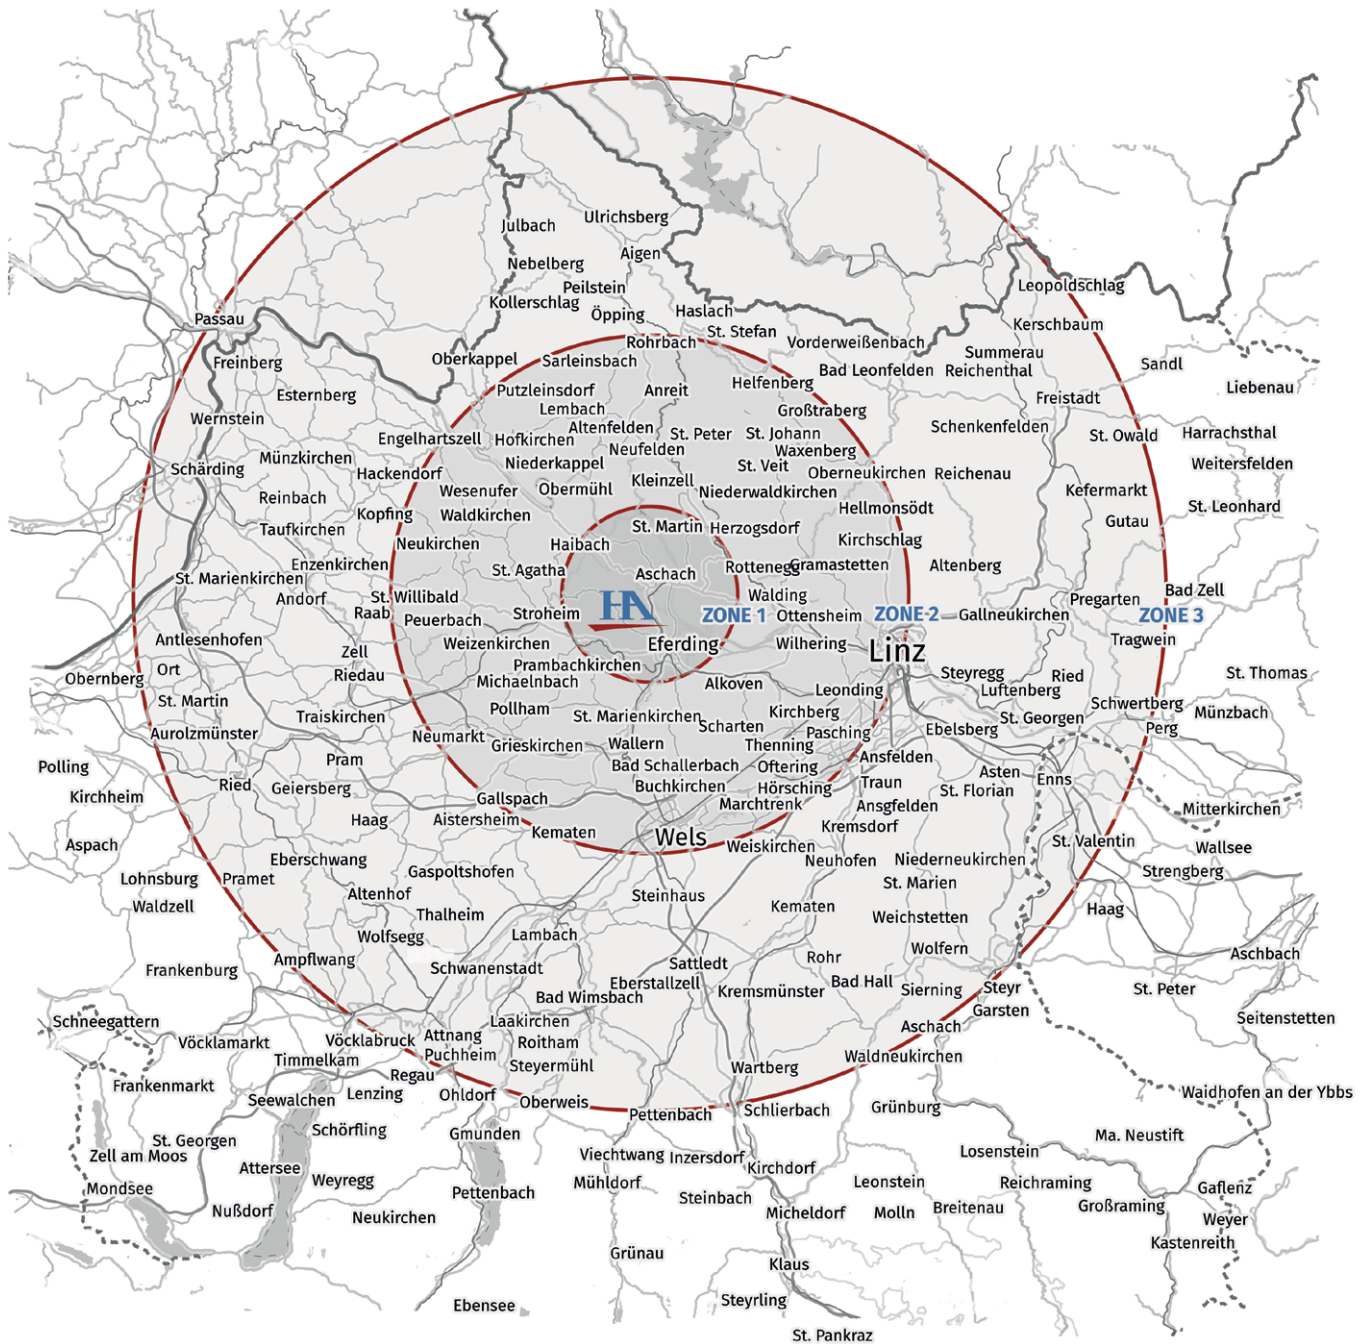 Julbach
Ulrichsberg
Aigen
Nebelberg
Peilstein
Kollerschlag
Öpping
Haslach
St. Stefan
Leopoldschlag
Passau
Kerschbaum
Rohrbach
Vorderweißenbach
Summerau
Oberkappel
Sarleinsbach
Freinberg
Bad Leonfelden
Reichenthal
Sandl
Liebenau
Putzleinsdorf
Anreit
Helfenberg
Esternberg
Freistadt
Lembach
Großtraberg
Wernstein
Altenfelden
Schenkenfelden
Engelhartszell
Hofkirchen
St. Peter
St. Johann
St. Owald
Harrachsthal
Neufelden
Waxenberg
Münzkirchen
Niederkappel
St. Veit
Weitersfelden
Schärding
Hackendorf
Oberneukirchen
Reichenau
Kleinzell
Wesenufer
Obermühl
Niederwaldkirchen
Kefermarkt
Reinbach
Hellmonsödt
St. Leonhard
Kopfing
Waldkirchen
Gutau
Taufkirchen
St. Martin
Herzogsdorf
Neukirchen
Haibach
Kirchschlag
Enzenkirchen
St. Agatha
Aschach
Rottenegg
Gramastetten
Altenberg
St. Marienkirchen
Bad Zell
Andorf
St. Willibald
Walding
Pregarten
Raab
Peuerbach
Stroheim
HA
ZONE 1
Ottensheim
ZONE 2
Gallneukirchen
ZONE 3
Antlesenhofen
Weizenkirchen
Eferding
Wilhering
Linz
Tragwein
Zell
Prambachkirchen
Ort
Riedau
Michaelnbach
Alkoven
Steyregg
Ried
St. Thomas
Obernberg
Leonding
Luftenberg
St. Martin
Pollham
Kirchberg
Schwertberg
Münzbach
Traiskirchen
St. Marienkirchen
Scharten
St. Georgen
Aurolzmünster
Neumarkt
Pasching
Ebelsberg
Perg
Grieskirchen
Wallern
Thenning
Pram
Ansfelden
Polling
Bad Schallerbach
Oftering
Asten
Enns
Ried
Geiersberg
Buchkirchen
Hörsching
Traun
St. Florian
Kirchheim
Gallspach
Marchtrenk
Ansgfelden
Mitterkirchen
Haag
Aistersheim
Kremsdorf
Kematen
Wels
Aspach
Weiskirchen
St. Valentin
Wallsee
Eberschwang
Neuhofen
Niederneukirchen
Gaspoltshofen
Strengberg
Lohnsburg
Pramet
St. Marien
Altenhof
Steinhaus
Waldzell
Thalheim
Kematen
Weichstetten
Haag
Wolfsegg
Lambach
Wolfern
Aschbach
Ampflwang
Rohr
Frankenburg
Schwanenstadt
Sattledt
Eberstallzell
Bad Hall
Sierning
Steyr
St. Peter
Bad Wimsbach
Kremsmünster
Garsten
Schneegattern
Laakirchen
Aschach
Seitenstetten
Vöcklamarkt
Vöcklabruck
Attnang
Puchheim
Roitham
Timmelkam
Waldneukirchen
Steyermühl
Wartberg
Regau
Frankenmarkt
Lenzing
Ohldorf
Waidhofen an der Ybbs
Seewalchen
Oberweis
Pettenbach
Schlierbach
Grünburg
Schörfling
Gmunden
Ma. Neustift
St. Georgen
Zell am Moos
Viechtwang
Inzersdorf
Losenstein
Attersee
Kirchdorf
Weyregg
Mühldorf
Leonstein
Reichraming
Mondsee
Pettenbach
Steinbach
Gaflenz
Nußdorf
Neukirchen
Micheldorf
Molln
Breitenau
Großraming
Weyer
Kastenreith
Grünau
Klaus
Ebensee
Steyrling
St. Pankraz